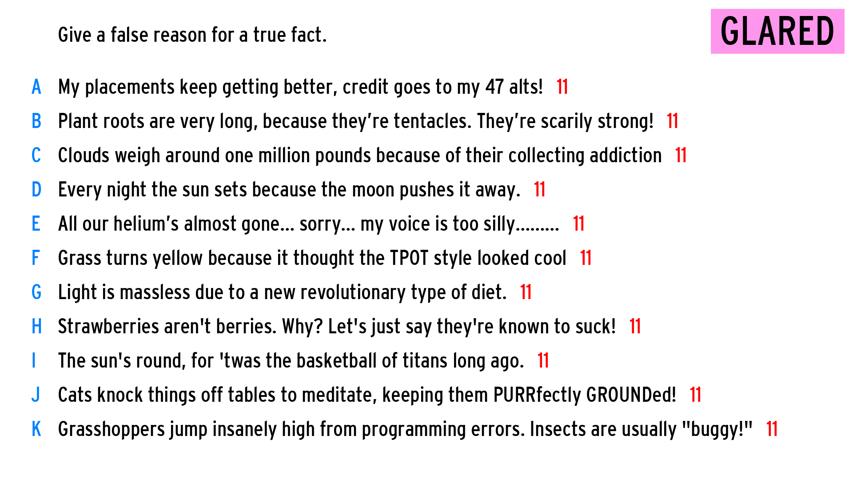 Give a false reason for a true fact.
GLARED
A My placements keep getting better, credit goes to my 47 alts! 11
B Plant roots are very long, because they're tentacles. They're scarily strong! 11
C Clouds weigh around one million pounds because of their collecting addiction 11
D Every night the sun sets because the moon pushes it away. 11
E All our helium's almost gone... sorry... my voice is too silly......... 11
F Grass turns yellow because it thought the TPOT style looked cool 11
G Light is massless due to a new revolutionary type of diet. 11
H Strawberries aren't berries. Why? Let's just say they're known to suck! 11
I The sun's round, for 'twas the basketball of titans long ago. 11
J Cats knock things off tables to meditate, keeping them PURRfectly GROUNDed! 11
K Grasshoppers jump insanely high from programming errors. Insects are usually "buggy!" 11